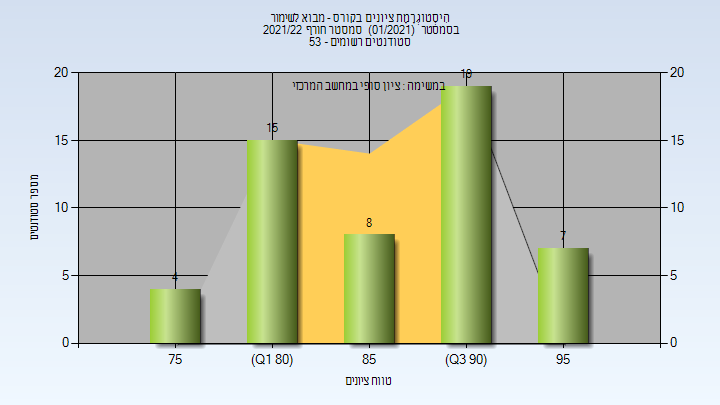 היסטוגרמת ציונים בקורס - מבוא לשימור
בסמסטר (01/2021) סמסטר חורף 2021/22
סטודנטים רשומים - 53
במשימה : ציון סופי במחשב המרכזי
20
15
10
5
0
20
15
10
5
0
4
15
8
19
7
מספר סטודנטים
75
(Q1 80)
85
(Q3 90)
95
טווח ציונים